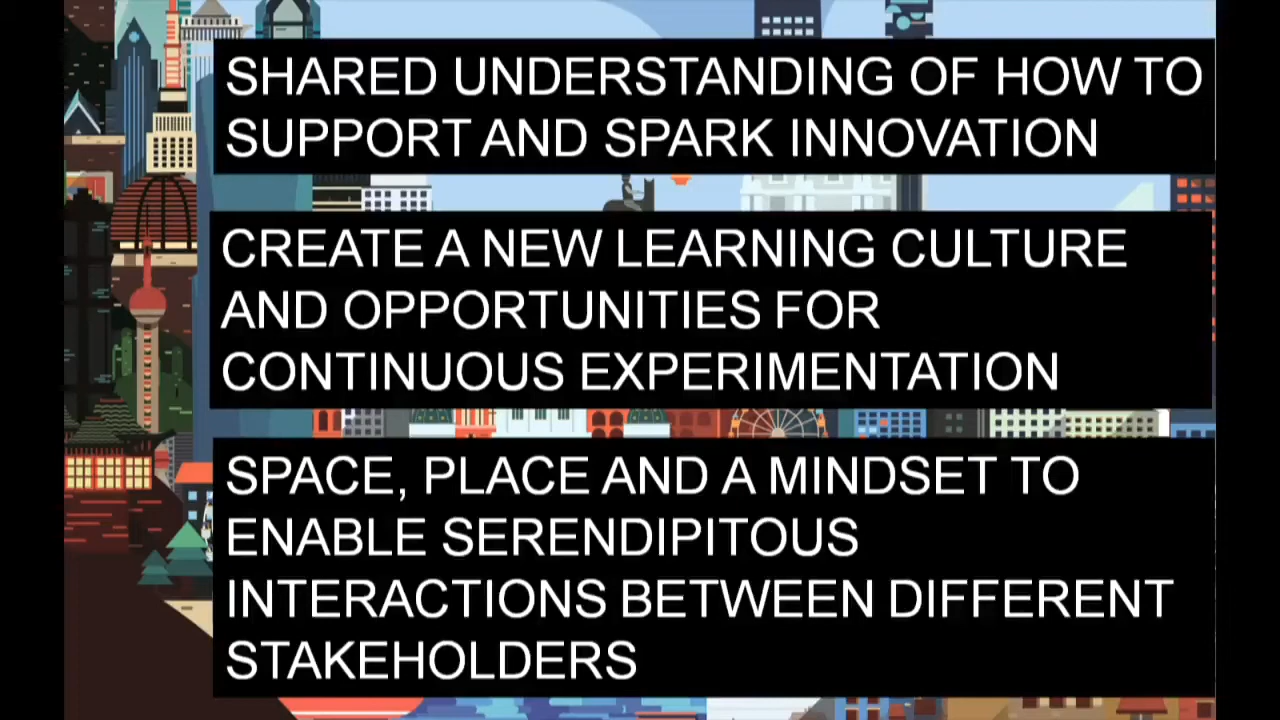 SHARED UNDERSTANDING OF HOW TO
SUPPORT AND SPARK INNOVATION
CREATE A NEW LEARNING CULTURE
AND OPPORTUNITIES FOR
CONTINUOUS EXPERIMENTATION
SPACE, PLACE AND A MINDSET TO
ENABLE SERENDIPITOUS
INTERACTIONS BETWEEN DIFFERENT
STAKEHOLDERS